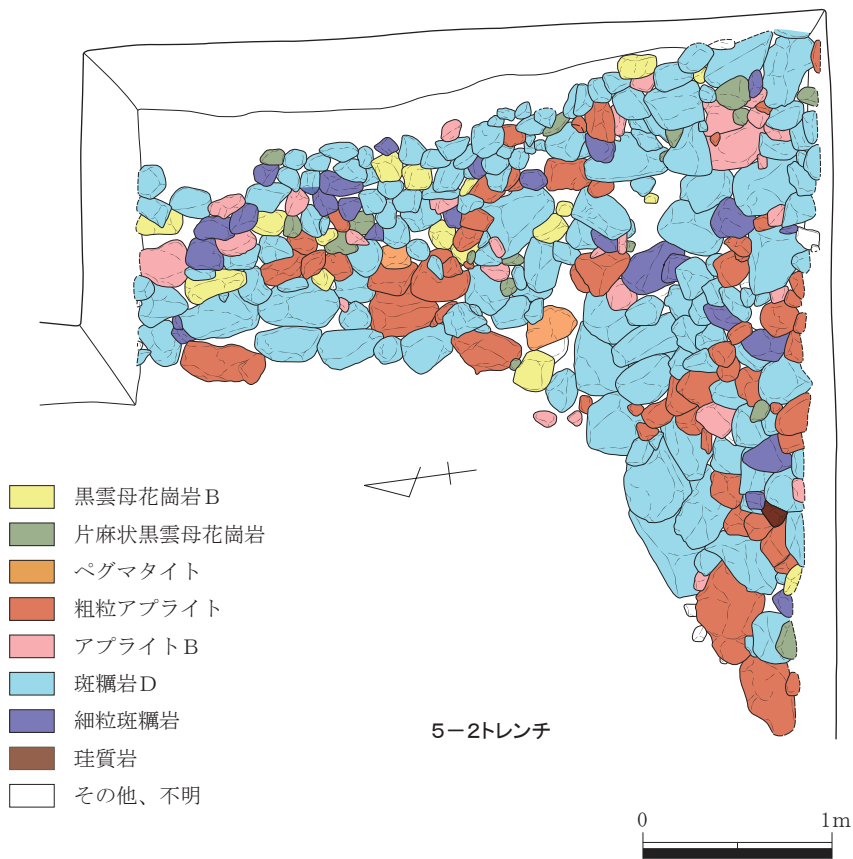 黒雲母花崗岩B
片麻状黒雲母花崗岩
ペグマタイト
粗粒アプライト
アプライトB
斑糲岩D
細粒斑糲岩
珪質岩
その他、不明
5−2トレンチ
0 1m